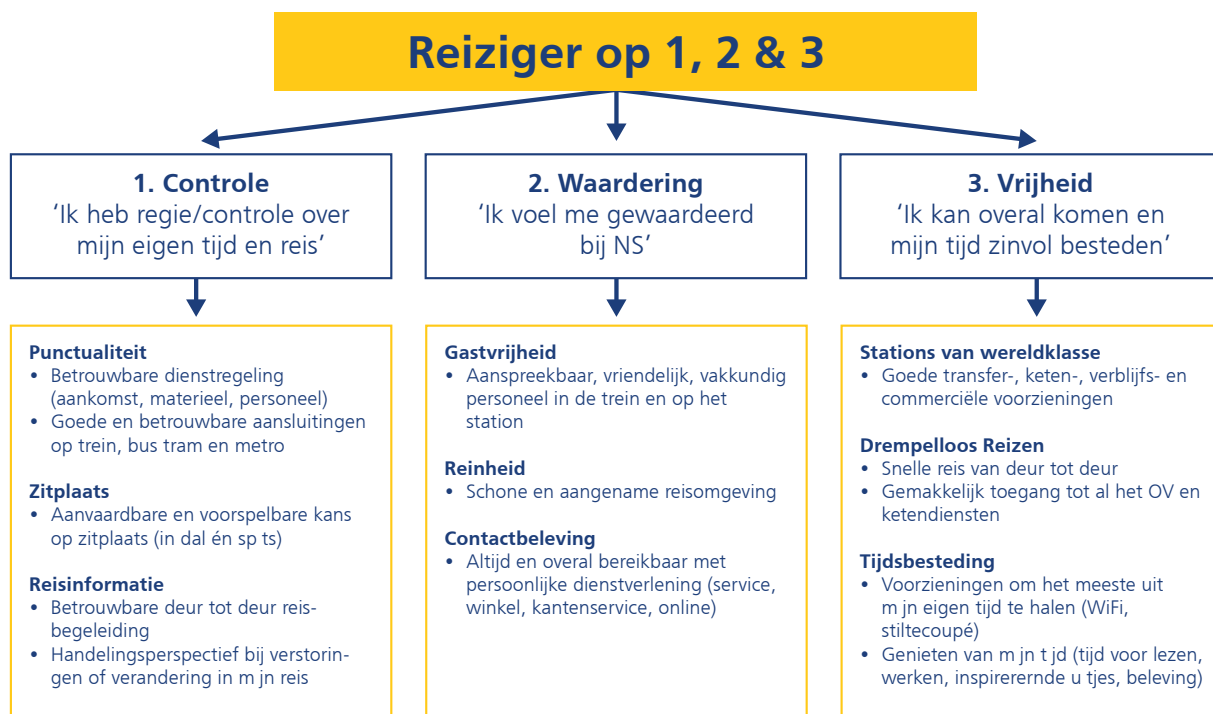 Reiziger op 1, 2 & 3
1. Controle
‘Ik heb regie/controle over
mijn eigen tijd en reis’
2. Waardering
‘Ik voel me gewaardeerd
bij NS’
3. Vrijheid
‘Ik kan overal komen en
mijn tijd zinvol besteden’
Punctualiteit
• Betrouwbare dienstregeling
(aankomst, materieel, personeel)
• Goede en betrouwbare aansluitingen
op trein, bus tram en metro
Zitplaats
• Aanvaardbare en voorspelbare kans
op zitplaats (in dal én sp ts)
Reisinformatie
• Betrouwbare deur tot deur reis-
begeleiding
• Handelingsperspectief bij verstorin-
gen of verandering in m jn reis
Gastvrijheid
• Aanspreekbaar, vriendelijk, vakkundig
personeel in de trein en op het
station
Reinheid
• Schone en aangename reisomgeving
Contactbeleving
• Altijd en overal bereikbaar met
persoonlijke dienstverlening (service,
winkel, kantenservice, online)
Stations van wereldklasse
• Goede transfer-, keten-, verblijfs- en
commerciële voorzieningen
Drempelloos Reizen
• Snelle reis van deur tot deur
• Gemakkelijk toegang tot al het OV en
ketendiensten
Tijdsbesteding
• Voorzieningen om het meeste uit
m jn eigen tijd te halen (WiFi,
stiltecoupé)
• Genieten van m jn t jd (tijd voor lezen,
werken, inspirerernde u tjes, beleving)